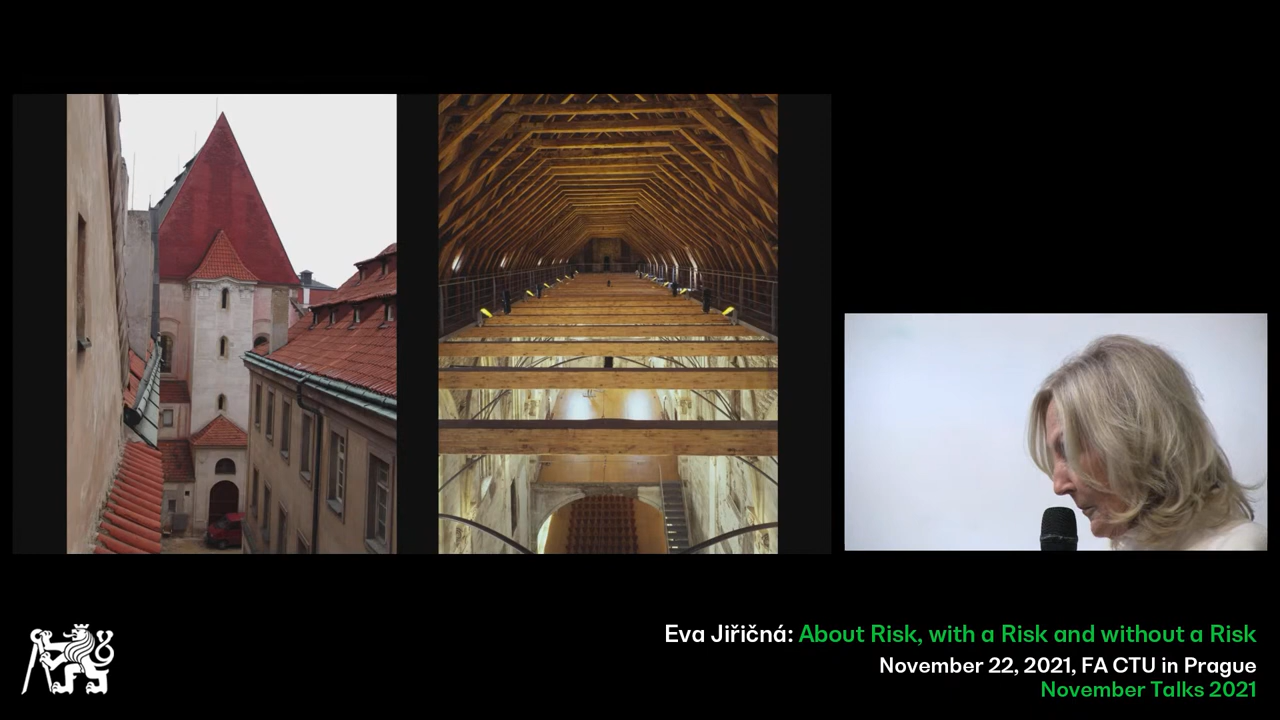 Eva Jiřičná: About Risk, with a Risk and without a Risk
November 22, 2021, FA CTU in Prague
November Talks 2021